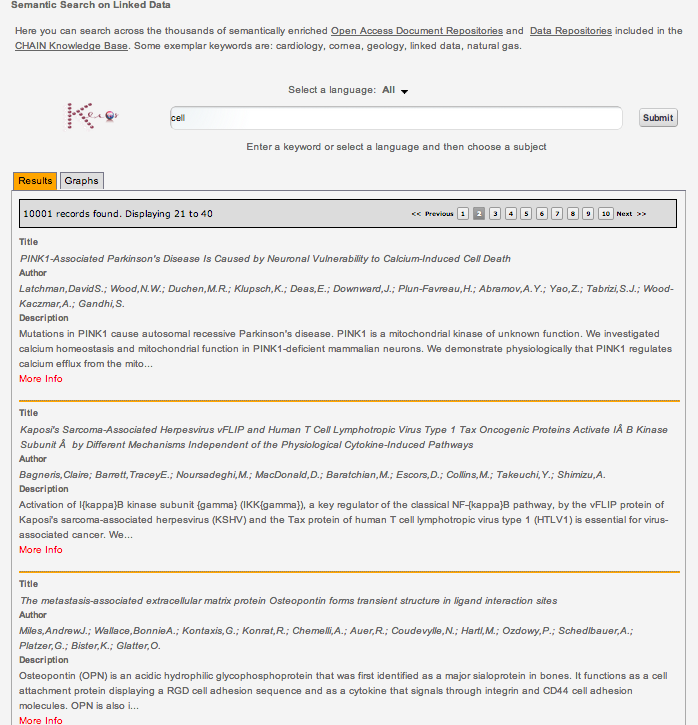 Semantic Search on Linked Data
Here you can search across the thousands of semantically enriched Open Access Document Repositories and Data Repositories included in the
CHAIN Knowledge Base. Some exemplar keywords are: cardiology, cornea, geology, linked data, natural gas.
Select a language: All
cell
Submit
Enter a keyword or select a language and then choose a subject
Results Graphs
10001 records found. Displaying 21 to 40 << Previous 1 2 3 4 5 6 7 8 9 10 Next >>
Title
PINK1-Associated Parkinson's Disease Is Caused by Neuronal Vulnerability to Calcium-Induced Cell Death
Author
Latchman,DavidS.; Wood,N.W.; Duchen,M.R.; Klupsch,K.; Deas,E.; Downward,J.; Plun-Favreau,H.; Abramov,A.Y.; Yao,Z.; Tabrizi,S.J.; Wood-
Kaczmar,A.; Gandhi,S.
Description
Mutations in PINK1 cause autosomal recessive Parkinson's disease. PINK1 is a mitochondrial kinase of unknown function. We investigated
calcium homeostasis and mitochondrial function in PINK1-deficient mammalian neurons. We demonstrate physiologically that PINK1 regulates
calcium efflux from the mito...
More Info
Title
Kaposi's Sarcoma-Associated Herpesvirus vFLIP and Human T Cell Lymphotropic Virus Type 1 Tax Oncogenic Proteins Activate IÂ B Kinase
Subunit Â by Different Mechanisms Independent of the Physiological Cytokine-Induced Pathways
Author
Bagneris,Claire; Barrett,TraceyE.; Noursadeghi,M.; MacDonald,D.; Baratchian,M.; Escors,D.; Collins,M.; Takeuchi,Y.; Shimizu,A.
Description
Activation of I{kappa}B kinase subunit {gamma} (IKK{gamma}), a key regulator of the classical NF-{kappa}B pathway, by the vFLIP protein of
Kaposi's sarcoma-associated herpesvirus (KSHV) and the Tax protein of human T cell lymphotropic virus type 1 (HTLV1) is essential for virus-
associated cancer. We...
More Info
Title
The metastasis-associated extracellular matrix protein Osteopontin forms transient structure in ligand interaction sites
Author
Miles,AndrewJ.; Wallace,BonnieA.; Kontaxis,G.; Konrat,R.; Chemelli,A.; Auer,R.; Coudevylle,N.; Hartl,M.; Ozdowy,P.; Schedlbauer,A.;
Platzer,G.; Bister,K.; Glatter,O.
Description
Osteopontin (OPN) is an acidic hydrophilic glycophosphoprotein that was first identified as a major sialoprotein in bones. It functions as a cell
attachment protein displaying a RGD cell adhesion sequence and as a cytokine that signals through integrin and CD44 cell adhesion
molecules. OPN is also i...
More Info